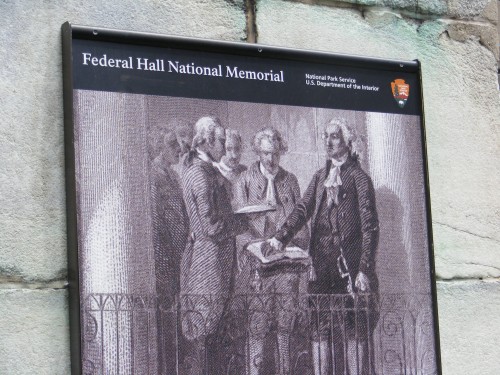 Federal Hall National Memorial
National Park Service
U.S. Department of the Interior